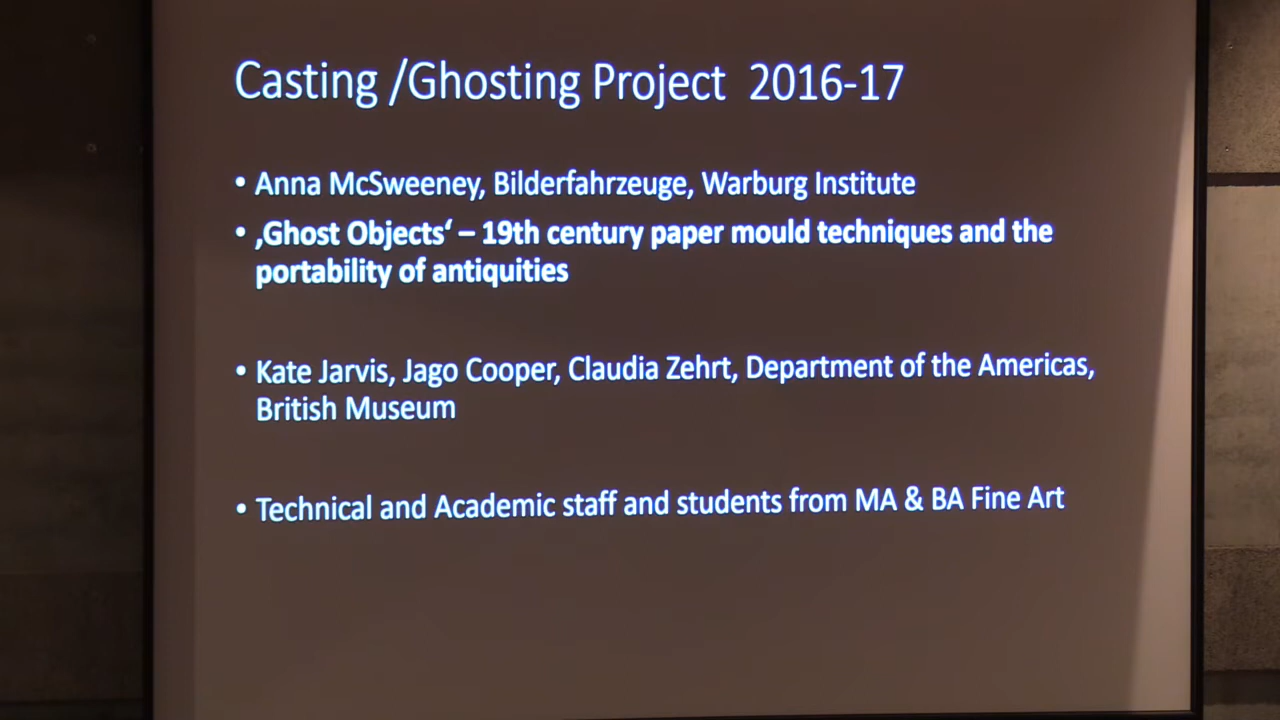 Casting /Ghosting Project  2016-17
• Anna McSweeney, Bilderfahrzeuge, Warburg Institute
• ‚Ghost Objects‘ – 19th century paper mould techniques and the
portability of antiquities
• Kate Jarvis, Jago Cooper, Claudia Zehrt, Department of the Americas,
British Museum
• Technical and Academic staff and students from MA & BA Fine Art